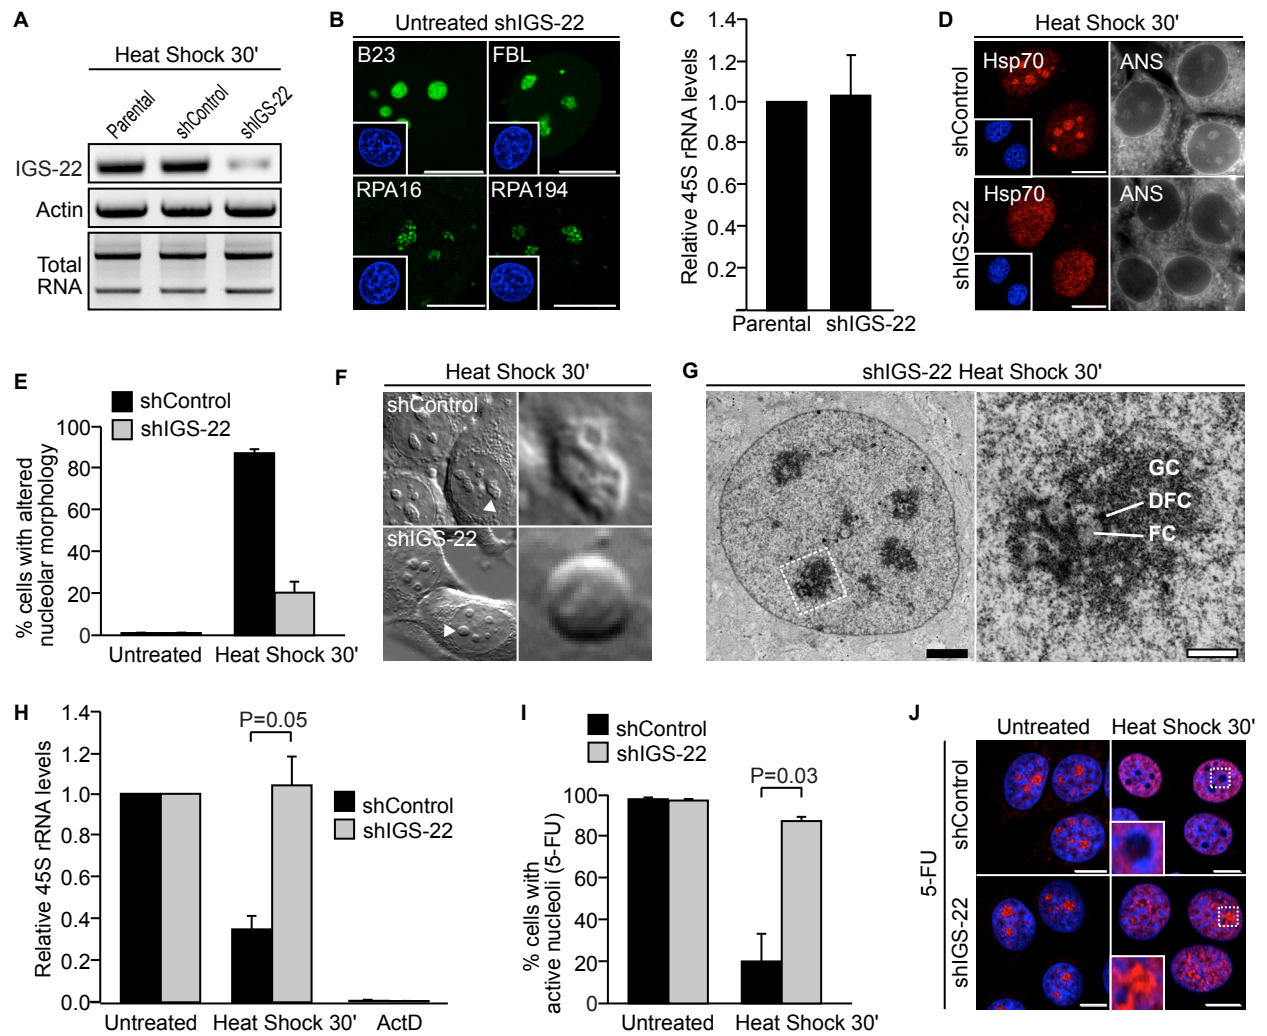 A
Heat Shock 30'
Parental
shControl
shIGS-22
IGS-22
Actin
Total
RNA
B
Untreated shIGS-22
B23
FBL
RPA16
RPA194
C
Relative 45S rRNA levels
1.4
1.2
1.0
0.8
0.6
0.4
0.2
Parental
shIGS-22
D
Heat Shock 30'
shControl
Hsp70
ANS
shIGS-22
Hsp70
ANS
E
shControl
shIGS-22
% cells with altered
nucleolar morphology
100
80
60
40
20
0
Untreated
Heat Shock 30'
F
Heat Shock 30'
shControl
shIGS-22
G
shIGS-22 Heat Shock 30'
GC
DFC
FC
H
Relative 45S rRNA levels
1.4
1.2
1.0
0.8
0.6
0.4
0.2
0.0
P=0.05
shControl
shIGS-22
Untreated
Heat Shock 30'
ActD
I
shControl
shIGS-22
% cells with
active nucleoli (5-FU)
100
80
60
40
20
0
P=0.03
Untreated
Heat Shock 30'
J
Untreated
Heat Shock 30'
5-FU
shControl
shIGS-22